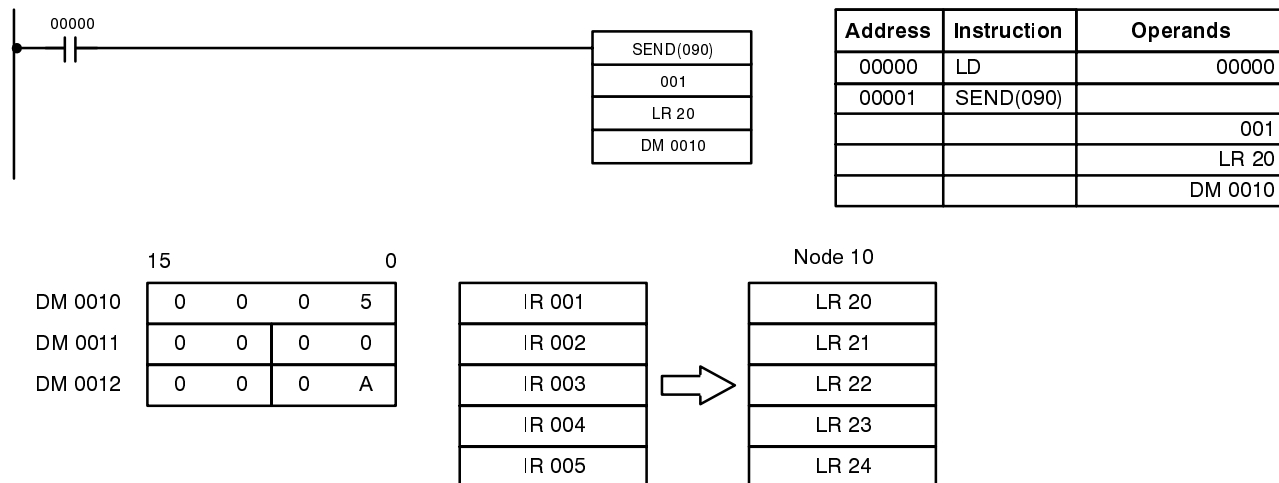 00000
SEND(090)
001
LR 20
DM 0010
Address Instruction Operands
00000 LD 00000
00001 SEND(090)
001
LR 20
DM 0010
15 0
DM 0010 0 0 0 5
DM 0011 0 0 0 0
DM 0012 0 0 0 A
IR 001
IR 002
IR 003
IR 004
IR 005
Node 10
LR 20
LR 21
LR 22
LR 23
LR 24